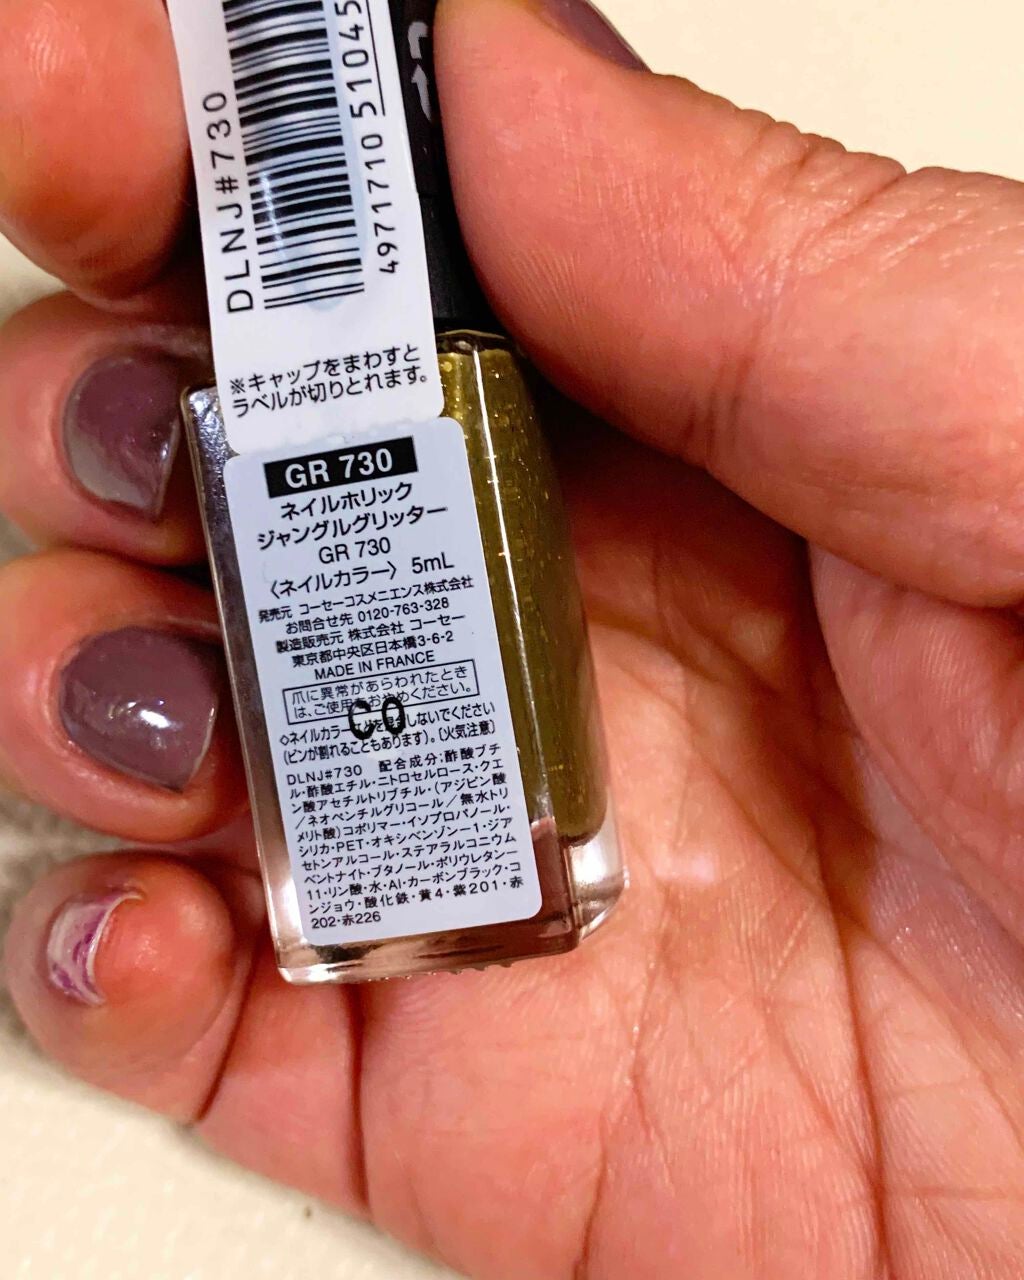 DLNJ#730
4971710 51045
※キャップをまわすと
ラベルが切りとれます。
GR 730
ネイルホリック
ジャングルグリッター
GR 730
〈ネイルカラー〉 5mL
発売元 コーセーコスメニエンス株式会社
お問合せ先 0120-763-328
製造販売元 株式会社 コーセー
東京都中央区日本橋3-6-2
MADE IN FRANCE
爪に異常があらわれたとき
は、ご使用をおやめください。
C0
◇ネイルカラー しないでください
(ビンが割れることもあります)。〔火気注意〕
DLNJ#730 配合成分:酢酸ブチ
ル・酢酸エチル・ニトロセルロース・クエ
ン酸アセチルトリブチル・(アジピン酸
/ネオペンチルグリコール/無水トリ
メリト酸)コポリマー・イソプロパノール・
シリカ・PET・オキシベンゾン-1・ジア
セトンアルコール・ステアラルコニウム
ベントナイト・ブタノール・ポリウレタン-
11・リン酸・水・Al・カーボンブラック・コ
ンジョウ・酸化鉄・黄4・紫201・赤
202・赤226